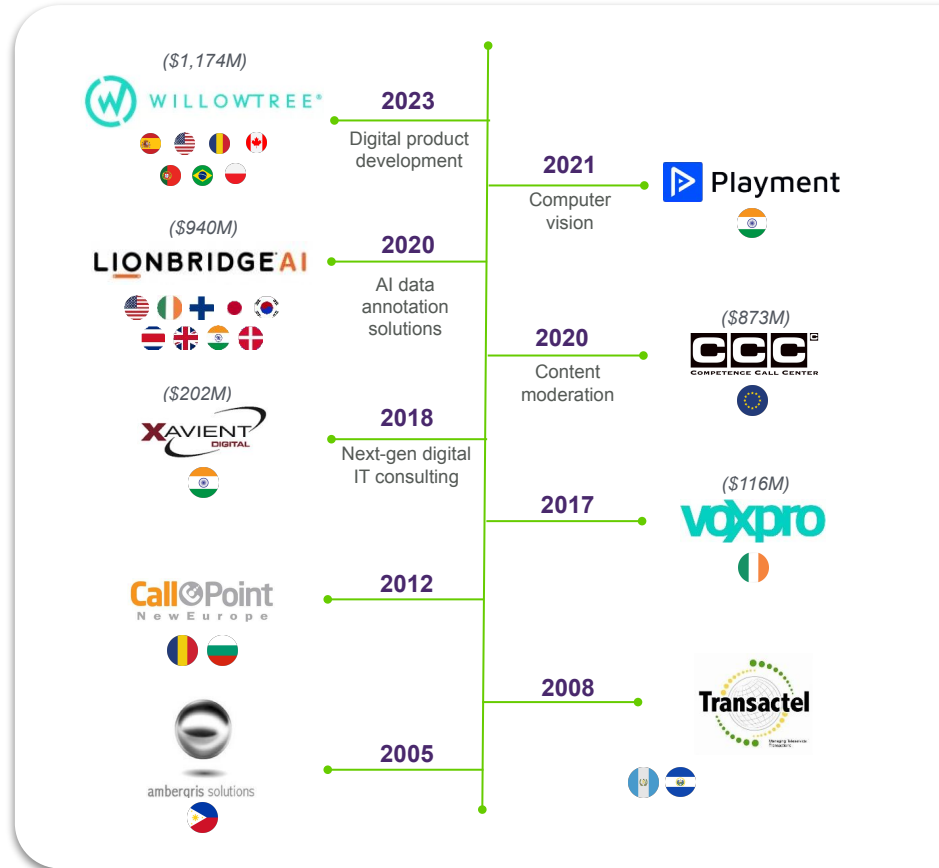 ($1,174M)
WILLOWTREE®
2023
Digital product
development
2021
Computer
vision
Playment
($940M)
LIONBRIDGE AI
2020
AI data
annotation
solutions
2020
Content
moderation
($873M)
CCC C
COMPETENCE CALL CENTER
($202M)
XAVIENT
DIGITAL
2018
Next-gen digital
IT consulting
2017
($116M)
voxpro
CallPoint
NewEurope
2012
2008
Transactel
Transactions
ambergris solutions
2005